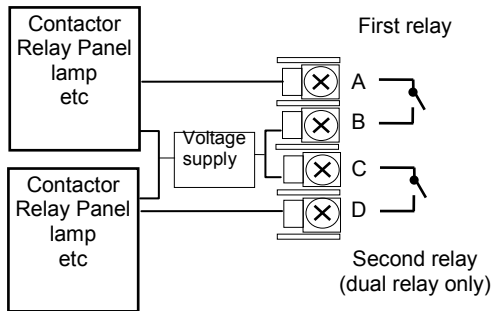 Contactor
Relay Panel
lamp
etc
First relay
A
B
Voltage
supply
C
D
Contactor
Relay Panel
lamp
etc
Second relay
(dual relay only)